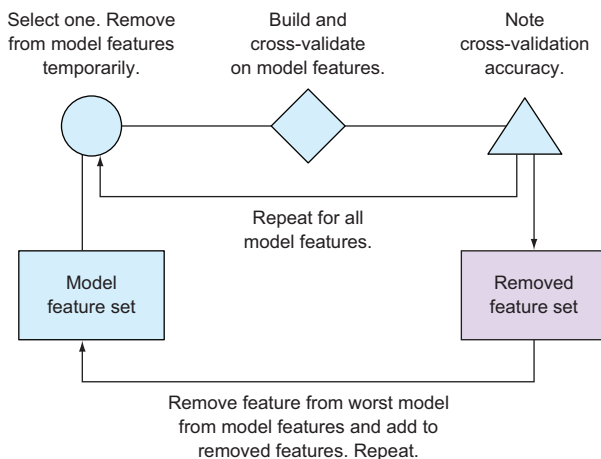 Select one. Remove
from model features
temporarily.
Build and
cross-validate
on model features.
Note
cross-validation
accuracy.
Repeat for all
model features.
Model
feature set
Removed
feature set
Remove feature from worst model
from model features and add to
removed features. Repeat.